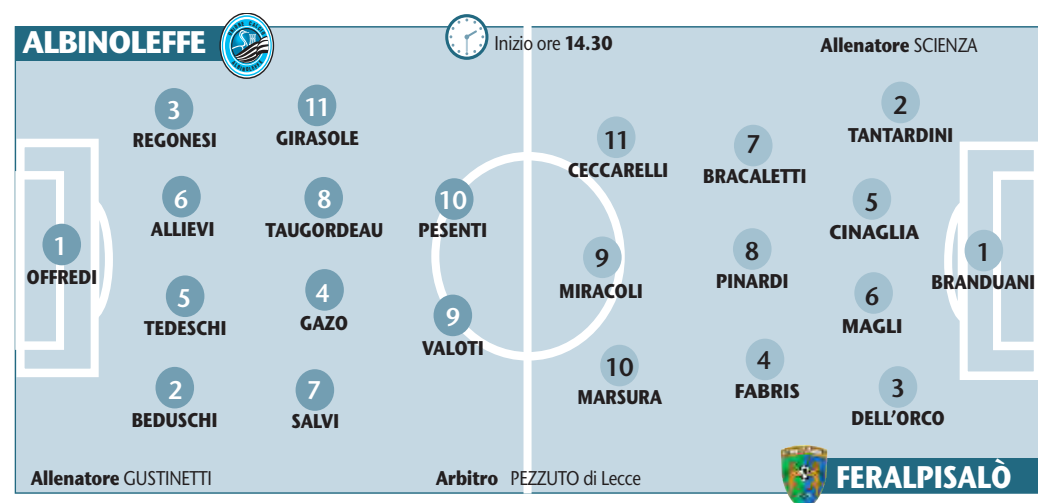 ALBINOLEFFE
Inizio ore 14.30
Allenatore SCIENZA
3
REGONESI
11
GIRASOLE
6
ALLIEVI
8
TAUGORDEAU
10
PESENTI
1
OFFREDI
5
TEDESCHI
4
GAZO
9
VALOTI
2
BEDUSCHI
7
SALVI
11
CECCARELLI
7
BRACALETTI
2
TANTARDINI
5
CINAGLIA
9
MIRACOLI
8
PINARDI
1
BRANDUANI
6
MAGLI
10
MARSURA
4
FABRIS
3
DELL'ORCO
Allenatore GUSTINETTI
Arbitro PEZZUTO di Lecce
FERALPISALÒ